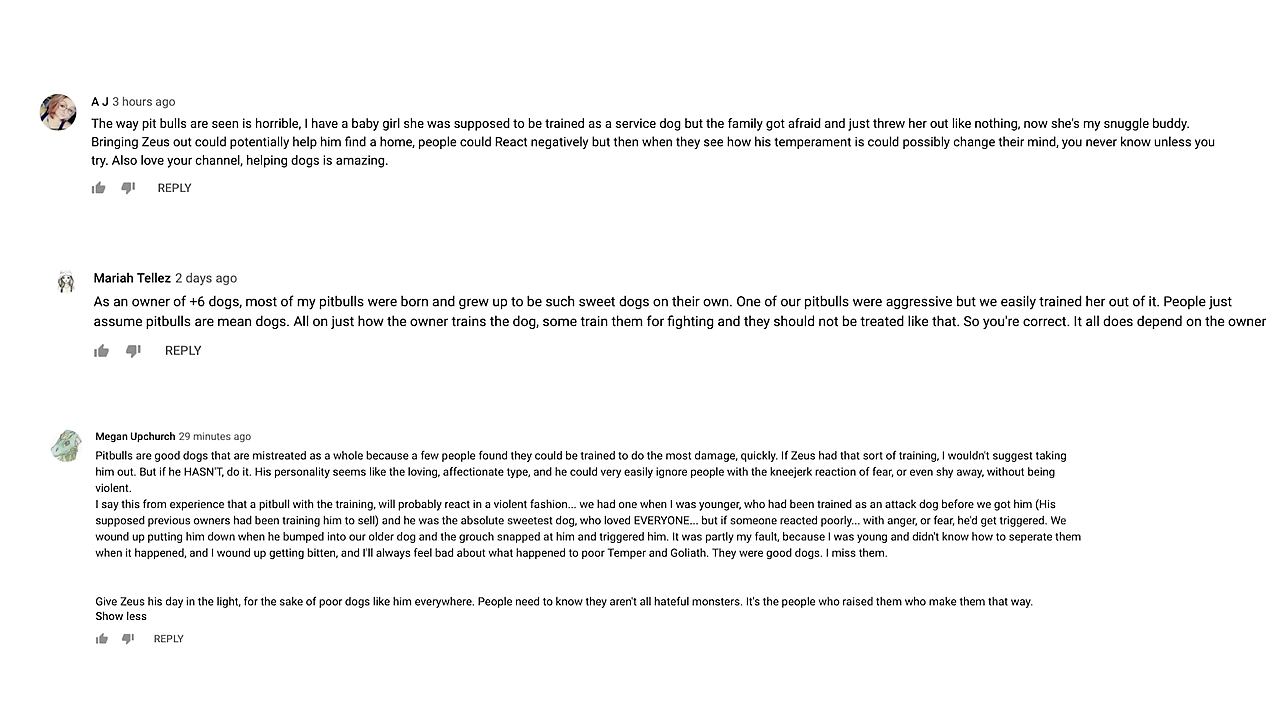 A J 3 hours ago
The way pit bulls are seen is horrible, I have a baby girl she was supposed to be trained as a service dog but the family got afraid and just threw her out like nothing, now she's my snuggle buddy.
Bringing Zeus out could potentially help him find a home, people could React negatively but then when they see how his temperament is could possibly change their mind, you never know unless you
try. Also love your channel, helping dogs is amazing.
REPLY
Mariah Tellez 2 days ago
As an owner of +6 dogs, most of my pitbulls were born and grew up to be such sweet dogs on their own. One of our pitbulls were aggressive but we easily trained her out of it. People just
assume pitbulls are mean dogs. All on just how the owner trains the dog, some train them for fighting and they should not be treated like that. So you're correct. It all does depend on the owner
REPLY
Megan Upchurch 29 minutes ago
Pitbulls are good dogs that are mistreated as a whole because a few people found they could be trained to do the most damage, quickly. If Zeus had that sort of training, I wouldn't suggest taking
him out. But if he HASN'T, do it. His personality seems like the loving, affectionate type, and he could very easily ignore people with the kneejerk reaction of fear, or even shy away, without being
violent.
I say this from experience that a pitbull with the training, will probably react in a violent fashion... we had one when I was younger, who had been trained as an attack dog before we got him (His
supposed previous owners had been training him to sell) and he was the absolute sweetest dog, who loved EVERYONE... but if someone reacted poorly... with anger, or fear, he'd get triggered. We
wound up putting him down when he bumped into our older dog and the grouch snapped at him and triggered him. It was partly my fault, because I was young and didn't know how to seperate them
when it happened, and I wound up getting bitten, and I'll always feel bad about what happened to poor Temper and Goliath. They were good dogs. I miss them.
Give Zeus his day in the light, for the sake of poor dogs like him everywhere. People need to know they aren't all hateful monsters. It's the people who raised them who make them that way.
Show less
REPLY